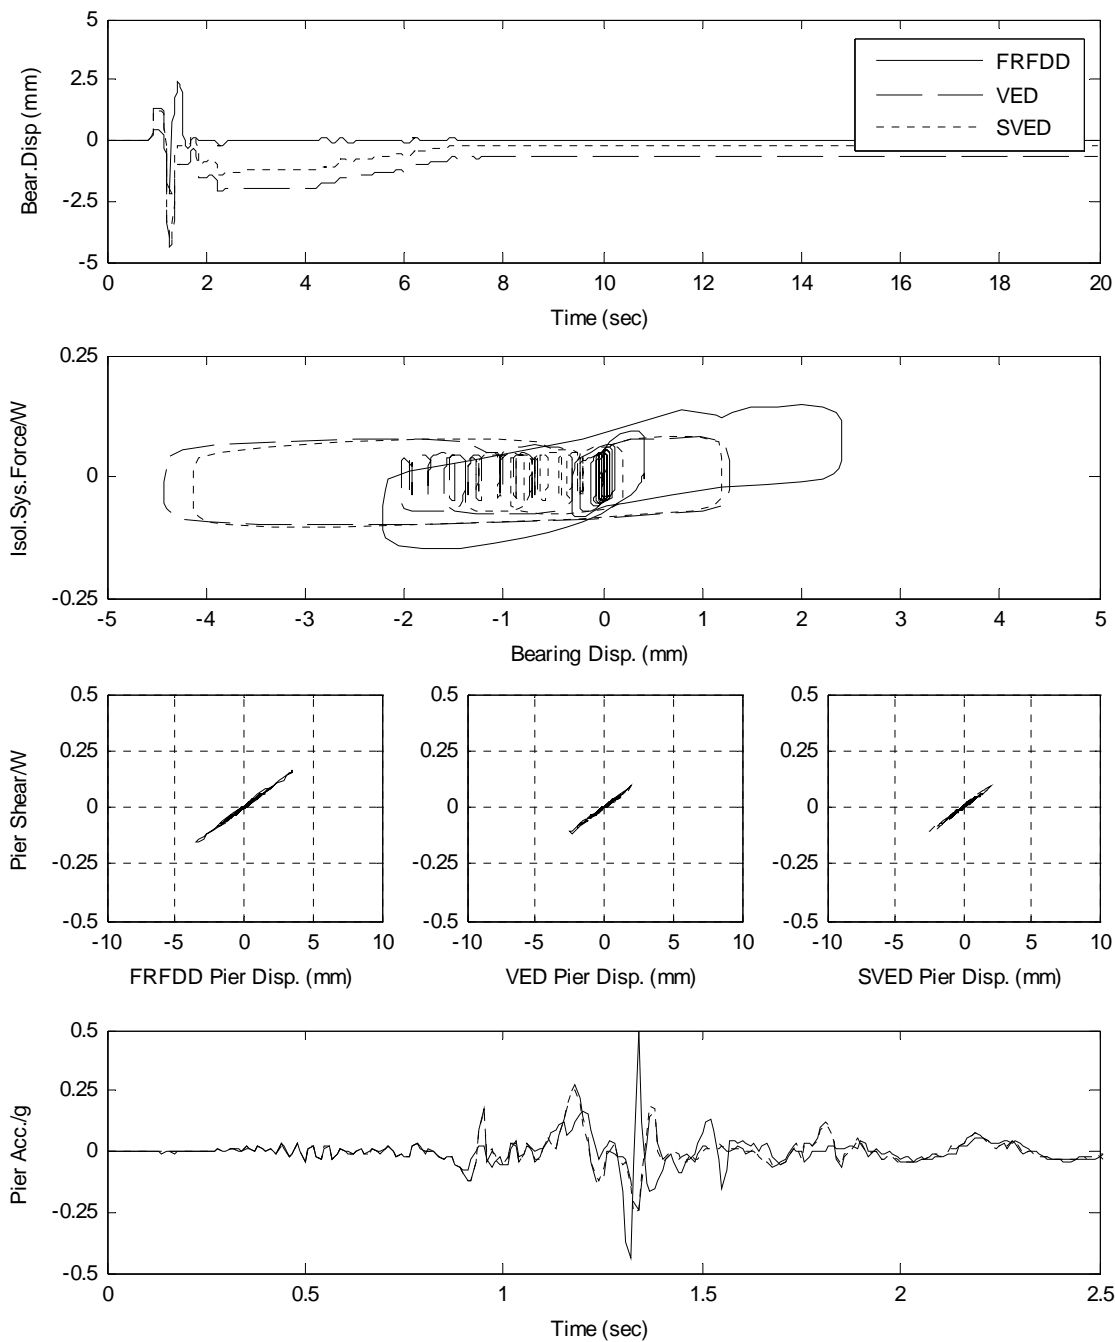 5
2.5
0
-2.5
-5
Bear.Disp (mm)
FRFDD
VED
SVED
0 2 4 6 8 10 12 14 16 18 20
Time (sec)
0.25
0
-0.25
Isol.Sys.Force/W
-5 -4 -3 -2 -1 0 1 2 3 4 5
Bearing Disp. (mm)
0.5
0.25
0
-0.25
-0.5
Pier Shear/W
-10 -5 0 5 10
FRFDD Pier Disp. (mm)
0.5
0.25
0
-0.25
-0.5
-10 -5 0 5 10
VED Pier Disp. (mm)
0.5
0.25
0
-0.25
-0.5
-10 -5 0 5 10
SVED Pier Disp. (mm)
0.5
0.25
0
-0.25
-0.5
Pier Acc./g
0 0.5 1 1.5 2 2.5
Time (sec)